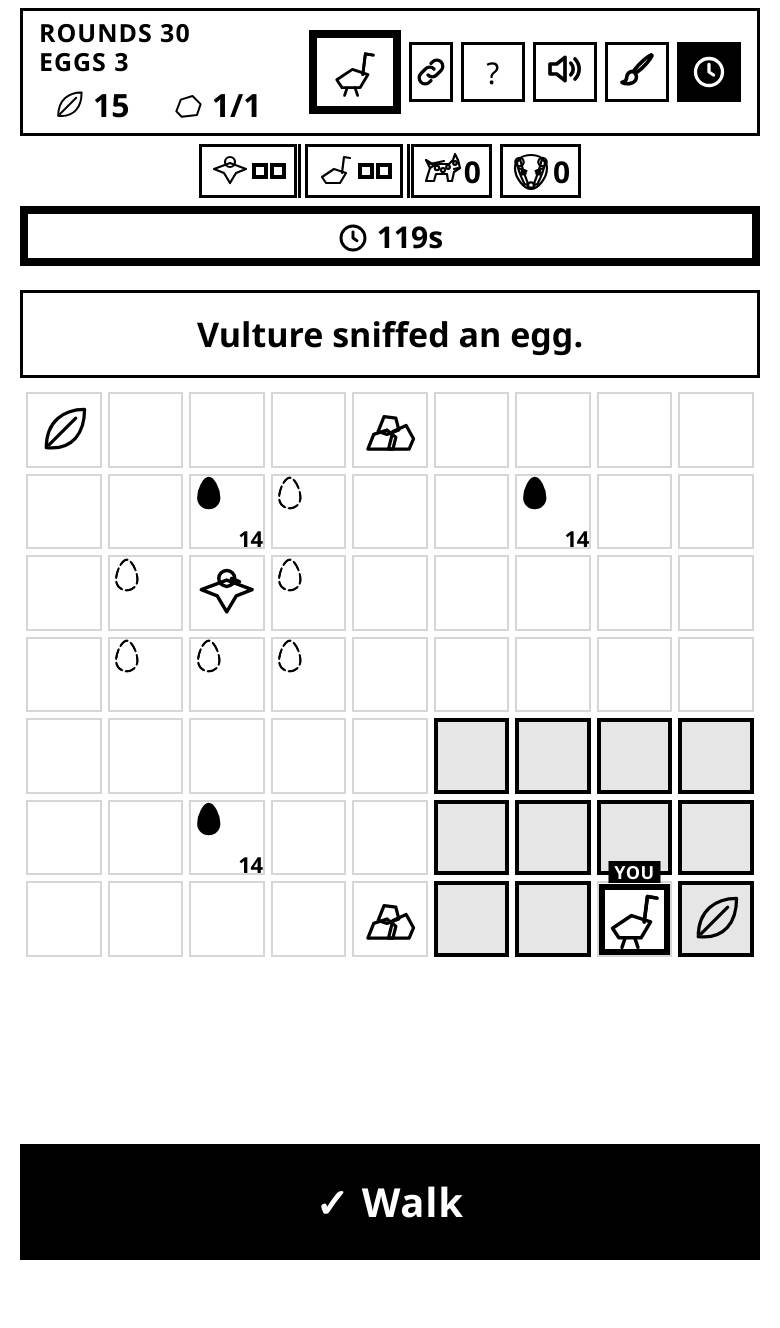 ROUNDS 30
EGGS 3
15 1/1
?
0 0
119s
Vulture sniffed an egg.
14 14
14
YOU
✓ Walk